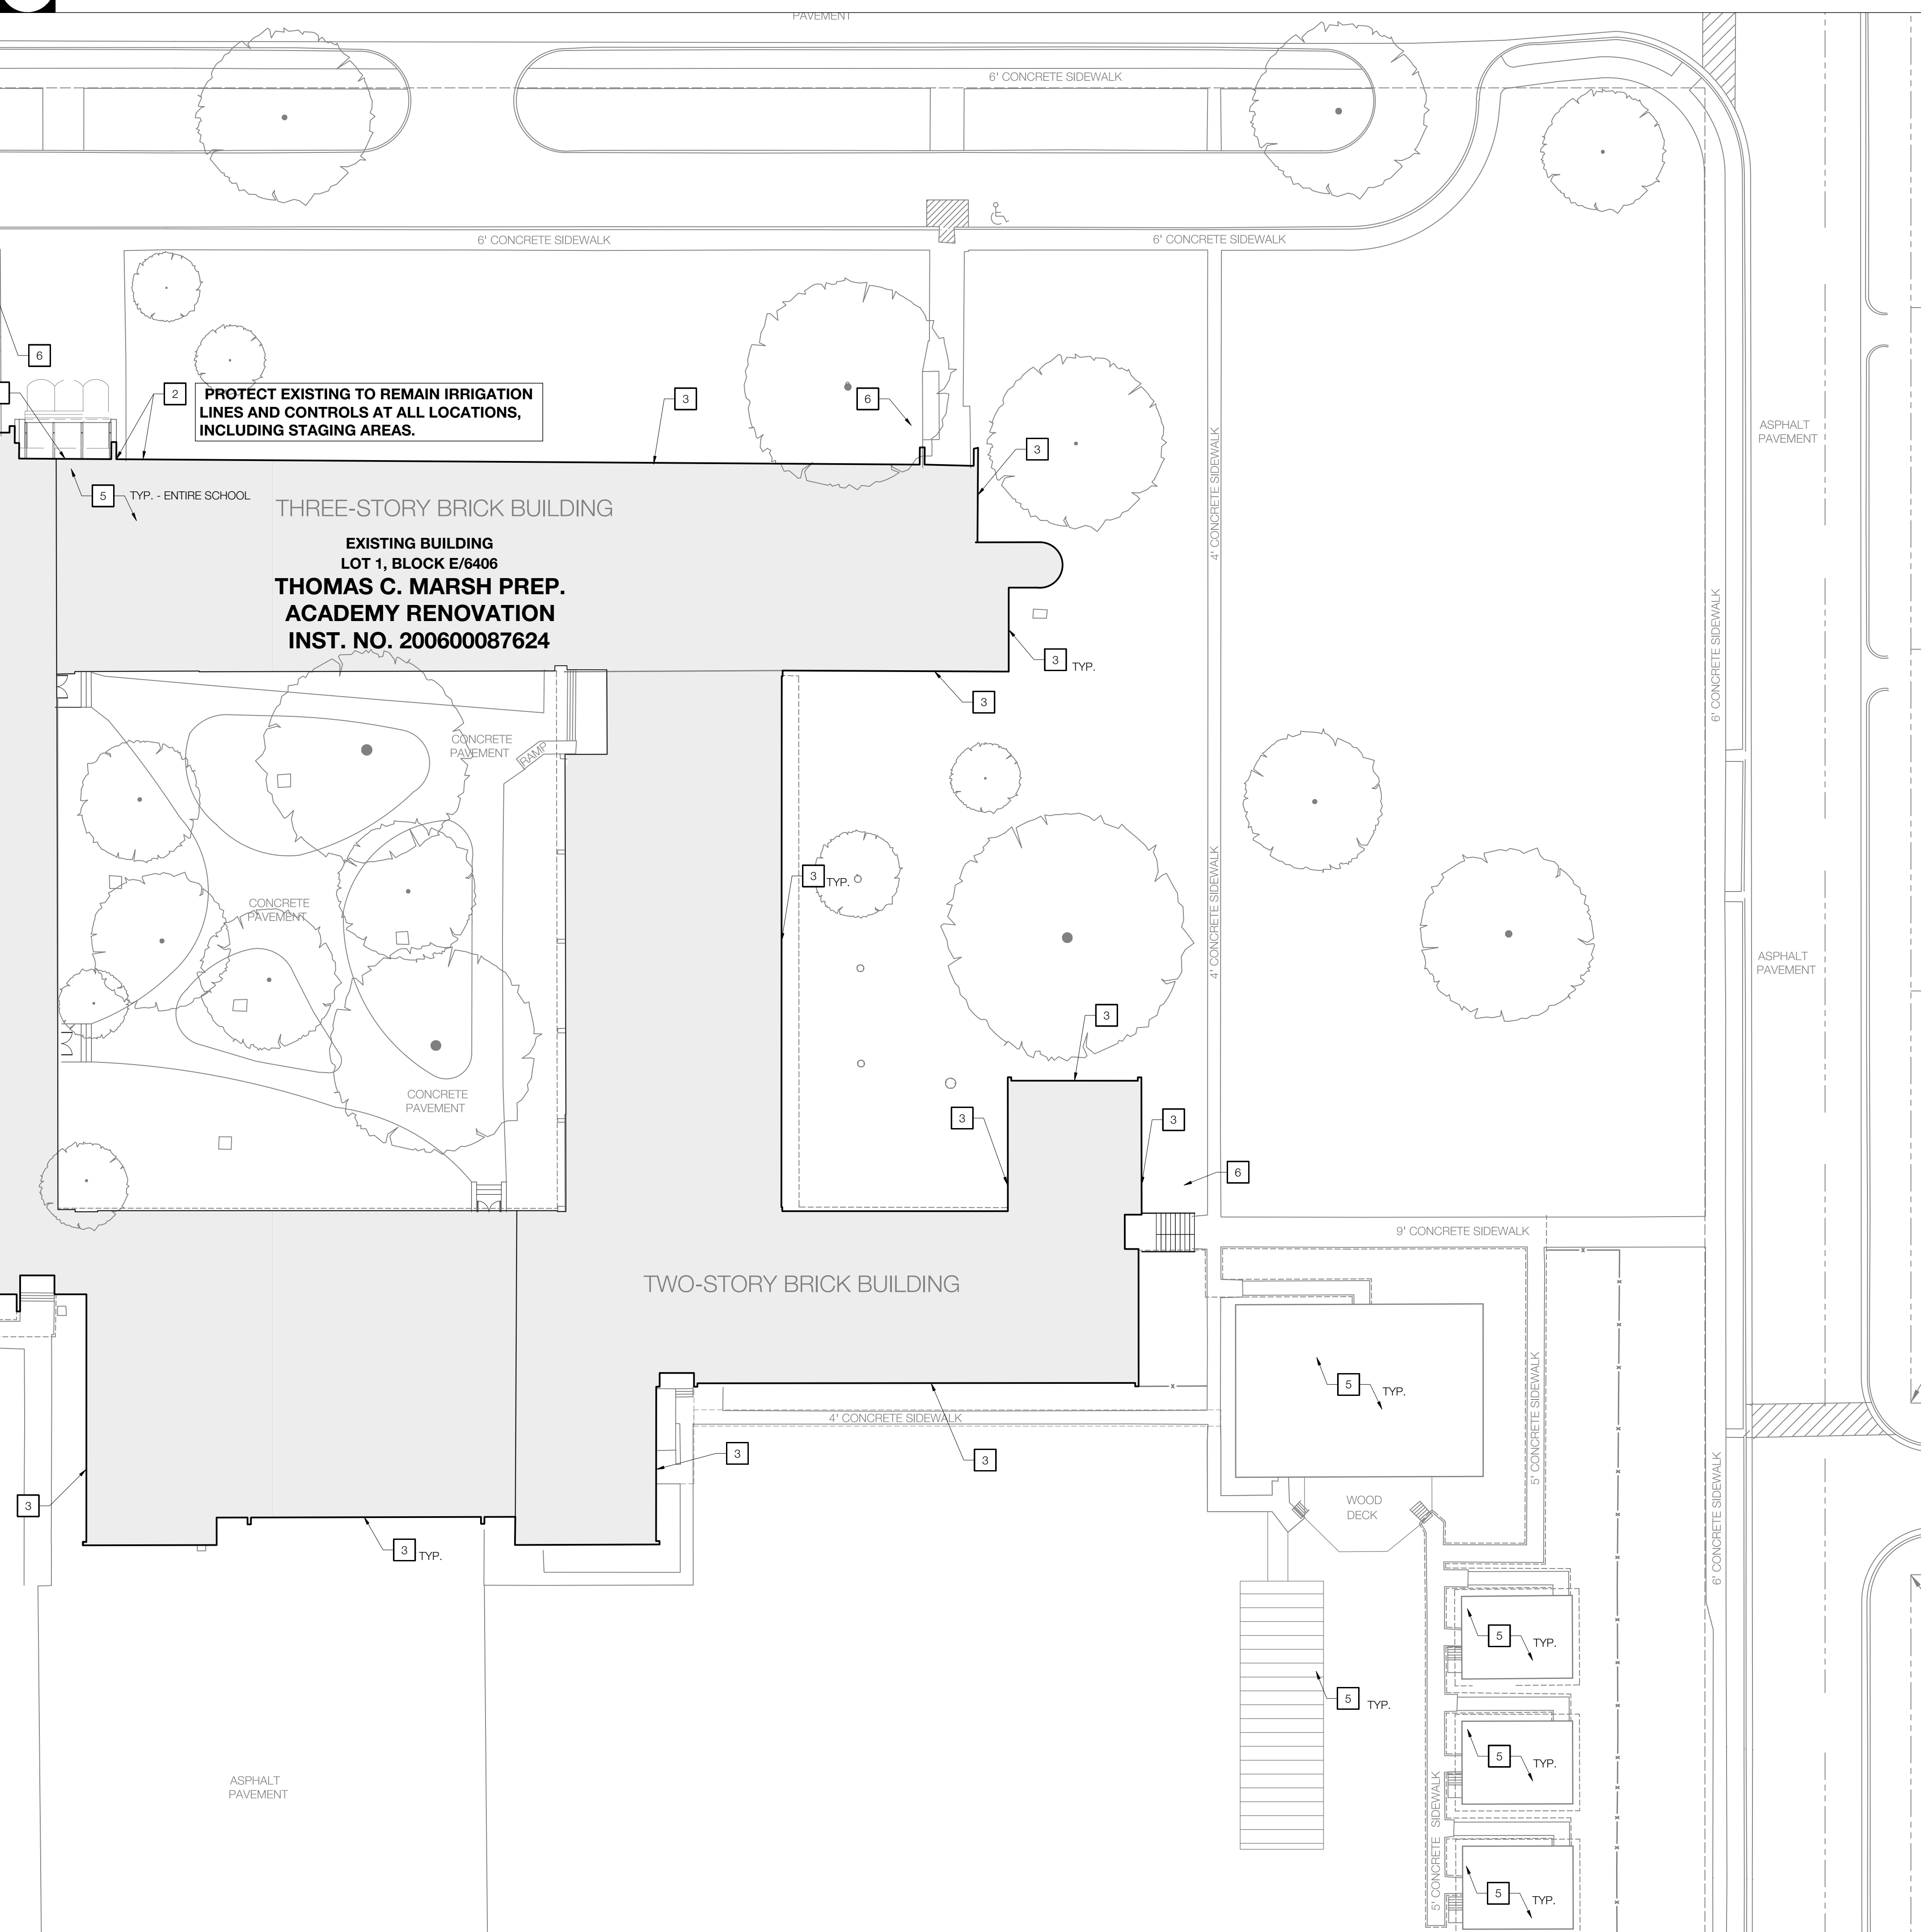 PAVEMENT
6' CONCRETE SIDEWALK
6' CONCRETE SIDEWALK
6' CONCRETE SIDEWALK
6
2
PROTECT EXISTING TO REMAIN IRRIGATION
LINES AND CONTROLS AT ALL LOCATIONS,
INCLUDING STAGING AREAS.
3
6
3
ASPHALT
PAVEMENT
5 TYP. - ENTIRE SCHOOL
THREE-STORY BRICK BUILDING
4' CONCRETE SIDEWALK
EXISTING BUILDING
LOT 1, BLOCK E/6406
THOMAS C. MARSH PREP.
ACADEMY RENOVATION
INST. NO. 200600087624
6' CONCRETE SIDEWALK
3 TYP.
3
CONCRETE
PAVEMENT
RAMP
3 TYP.
4' CONCRETE SIDEWALK
CONCRETE
PAVEMENT
ASPHALT
PAVEMENT
3
CONCRETE
PAVEMENT
3
3
6
9' CONCRETE SIDEWALK
TWO-STORY BRICK BUILDING
5 TYP.
5' CONCRETE SIDEWALK
4' CONCRETE SIDEWALK
3
3
3
WOOD
DECK
6' CONCRETE SIDEWALK
3 TYP.
5 TYP.
5 TYP.
5 TYP.
ASPHALT
PAVEMENT
5' CONCRETE SIDEWALK
5 TYP.